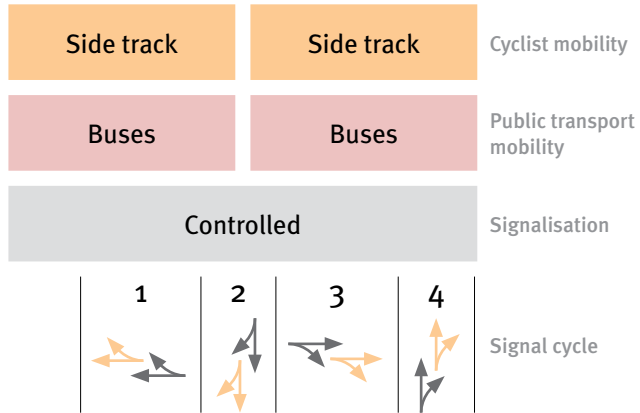 Side track Side track Cyclist mobility
Buses Buses Public transport
mobility
Controlled Signalisation
1 2 3 4
Signal cycle